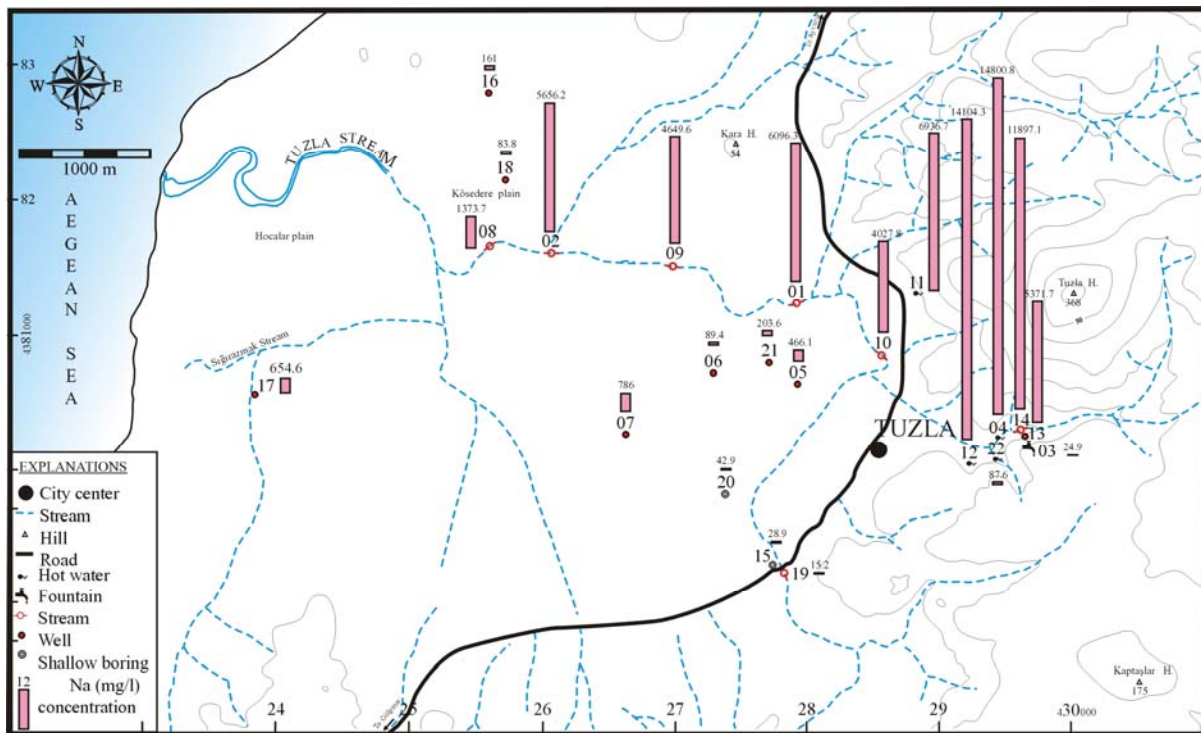 83
N
W E
S
1000 m
AEGEAN SEA
82
4381000
TUZLA STREAM
Hocalar plain
Kösedere plain
161
16
83.8
18
5656.2
02
1373.7
08
4649.6
09
Kara H.
54
6096.3
01
4027.8
10
11
6936.7
14104.3
12
14800.8
04
22
87.6
11897.1
14
5371.7
13
03
24.9
Tuzla H.
368
Sığırazmak Stream
17
654.6
89.4
06
203.6
21
466.1
05
786
07
42.9
20
TUZLA
28.9
15
19
15.2
Kaptaşlar H.
175
EXPLANATIONS
City center
Stream
Hill
Road
Hot water
Fountain
Stream
Well
Shallow boring
12
Na (mg/l)
concentration
24
25
26
27
28
29
430000